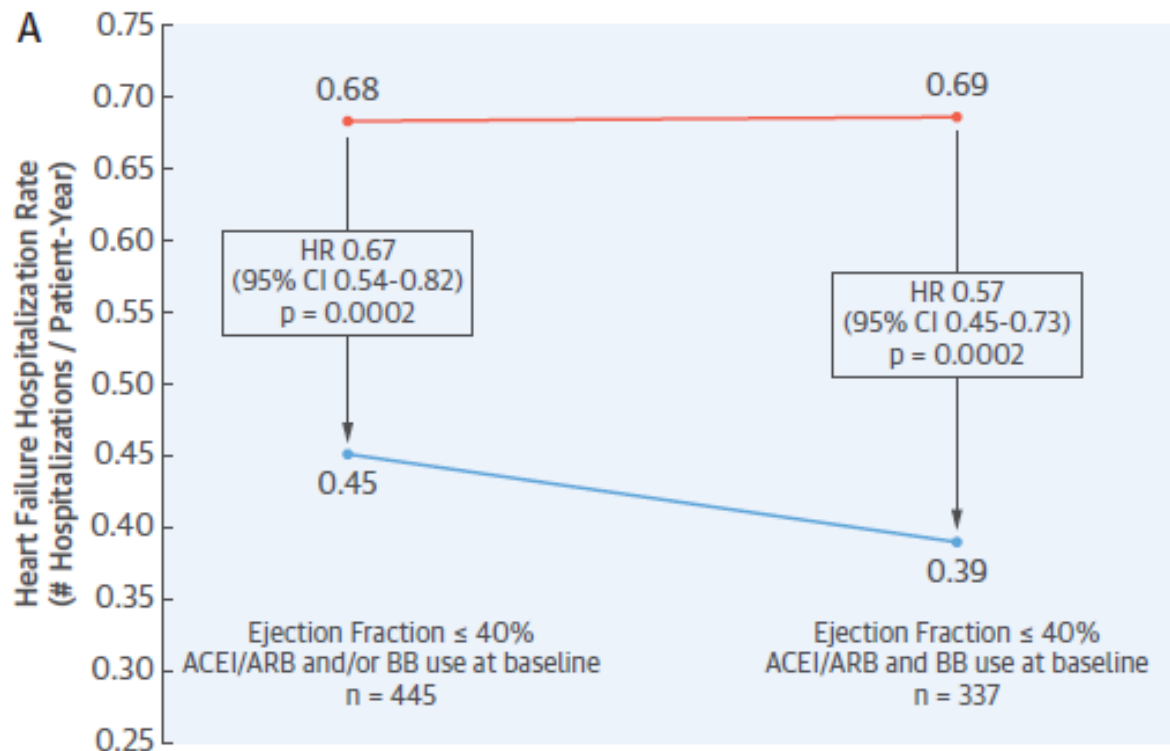 A
Heart Failure Hospitalization Rate
(# Hospitalizations / Patient-Year)
0.75
0.70
0.65
0.60
0.55
0.50
0.45
0.40
0.35
0.30
0.25
0.68
0.69
HR 0.67
(95% CI 0.54-0.82)
p = 0.0002
HR 0.57
(95% CI 0.45-0.73)
p = 0.0002
0.45
0.39
Ejection Fraction ≤ 40%
ACEI/ARB and/or BB use at baseline
n = 445
Ejection Fraction ≤ 40%
ACEI/ARB and BB use at baseline
n = 337